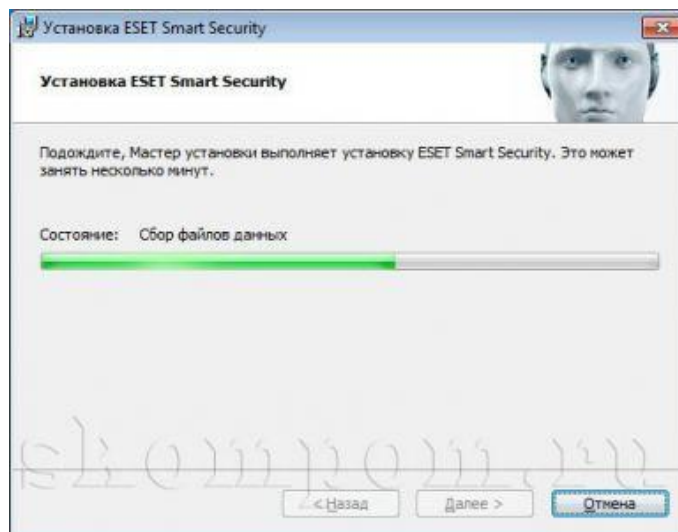 Установка ESET Smart Security
Установка ESET Smart Security
Подождите, Мастер установки выполняет установку ESET Smart Security. Это может
занять несколько минут.
Состояние: Сбор файлов данных
skompom.ru
< Назад Далее > Отмена